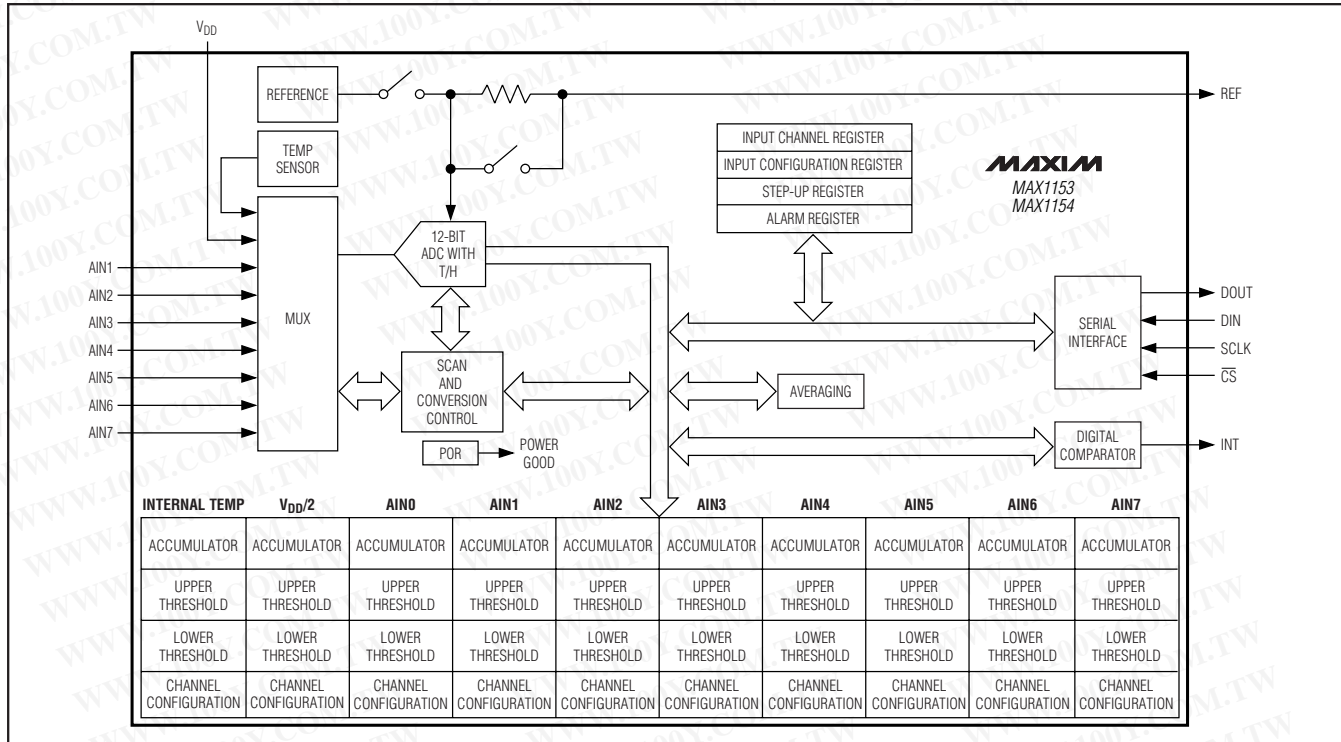 V_DD
REFERENCE
REF
TEMP
SENSOR
INPUT CHANNEL REGISTER
INPUT CONFIGURATION REGISTER
STEP-UP REGISTER
ALARM REGISTER
MAXIM
MAX1153
MAX1154
12-BIT
ADC WITH
T/H
AIN1
AIN2
AIN3
AIN4
AIN5
AIN6
AIN7
MUX
SCAN
AND
CONVERSION
CONTROL
POR
POWER
GOOD
AVERAGING
SERIAL
INTERFACE
DOUT
DIN
SCLK
CS
DIGITAL
COMPARATOR
INT
INTERNAL TEMP V_DD/2 AIN0 AIN1 AIN2 AIN3 AIN4 AIN5 AIN6 AIN7
ACCUMULATOR ACCUMULATOR ACCUMULATOR ACCUMULATOR ACCUMULATOR ACCUMULATOR ACCUMULATOR ACCUMULATOR ACCUMULATOR ACCUMULATOR
UPPER UPPER UPPER UPPER UPPER UPPER UPPER UPPER UPPER UPPER
THRESHOLD THRESHOLD THRESHOLD THRESHOLD THRESHOLD THRESHOLD THRESHOLD THRESHOLD THRESHOLD THRESHOLD
LOWER LOWER LOWER LOWER LOWER LOWER LOWER LOWER LOWER LOWER
THRESHOLD THRESHOLD THRESHOLD THRESHOLD THRESHOLD THRESHOLD THRESHOLD THRESHOLD THRESHOLD THRESHOLD
CHANNEL CHANNEL CHANNEL CHANNEL CHANNEL CHANNEL CHANNEL CHANNEL CHANNEL CHANNEL
CONFIGURATION CONFIGURATION CONFIGURATION CONFIGURATION CONFIGURATION CONFIGURATION CONFIGURATION CONFIGURATION CONFIGURATION CONFIGURATION
WWW.100Y.COM.TW